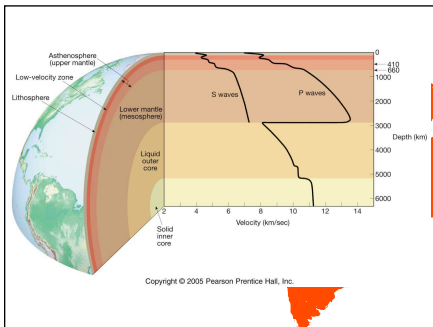 Asthenosphere
(upper mantle)
Low-velocity zone
Lithosphere
Lower mantle
(mesosphere)
Liquid
outer
core
Solid
inner
core
S waves
P waves
0
410
660
1000
2000
3000
4000
5000
6000
Depth (km)
2
4
6
8
10
12
14
Velocity (km/sec)
Copyright © 2005 Pearson Prentice Hall, Inc.